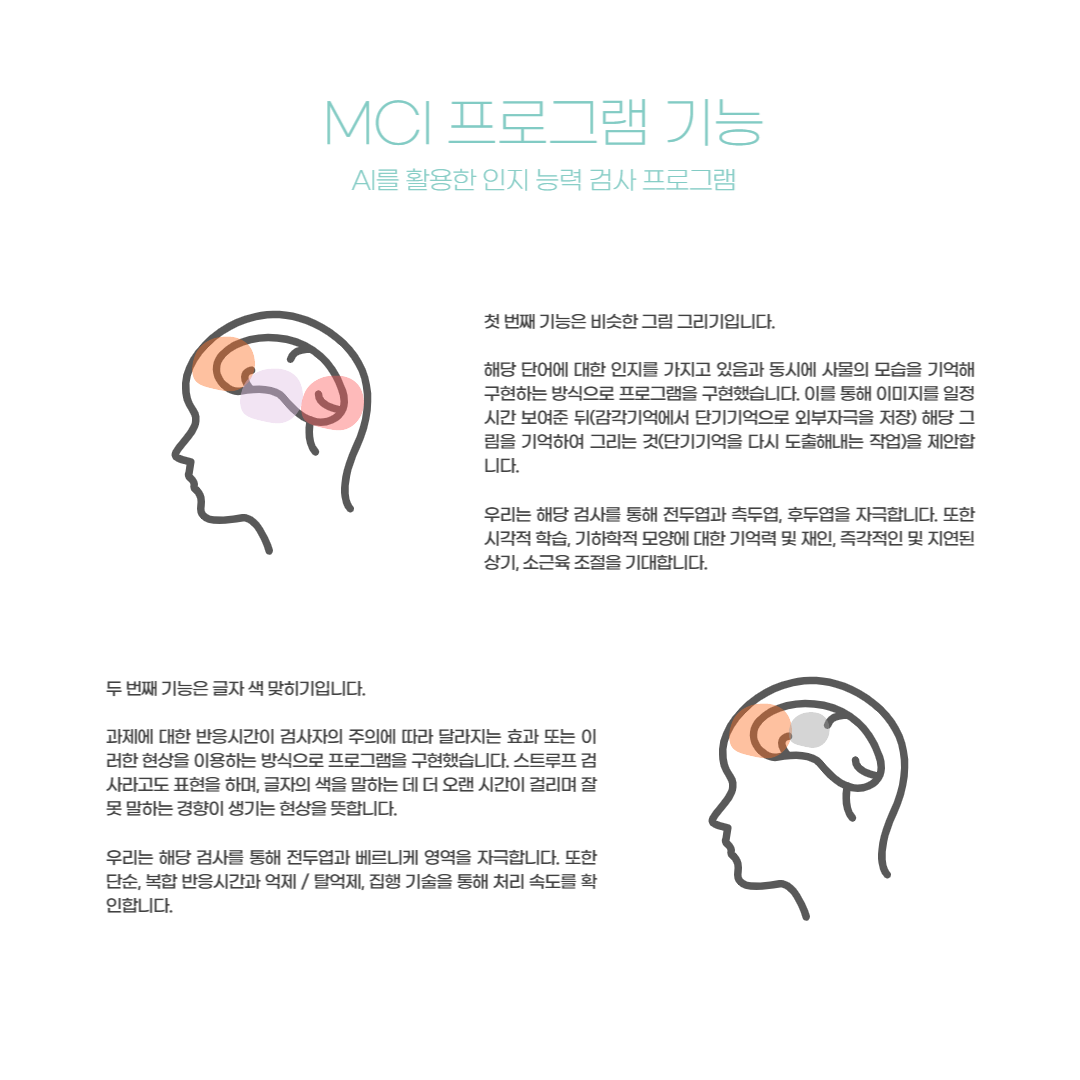 MCI 프로그램 기능
AI를 활용한 인지 능력 검사 프로그램
첫 번째 기능은 비슷한 그림 그리기입니다.
해당 단어에 대한 인지를 가지고 있음과 동시에 사물의 모습을 기억해
구현하는 방식으로 프로그램을 구현했습니다. 이를 통해 이미지를 일정
시간 보여준 뒤(감각기억에서 단기기억으로 외부자극을 저장) 해당 그
림을 기억하여 그리는 것(단기기억을 다시 도출해내는 작업)을 제안합
니다.
우리는 해당 검사를 통해 전두엽과 측두엽, 후두엽을 자극합니다. 또한
시각적 학습, 기하학적 모양에 대한 기억력 및 재인, 즉각적인 및 지연된
상기, 소근육 조절을 기대합니다.
두 번째 기능은 글자 색 맞히기입니다.
과제에 대한 반응시간이 검사자의 주의에 따라 달라지는 효과 또는 이
러한 현상을 이용하는 방식으로 프로그램을 구현했습니다. 스트루프 검
사라고도 표현을 하며, 글자의 색을 말하는 데 더 오랜 시간이 걸리며 잘
못 말하는 경향이 생기는 현상을 뜻합니다.
우리는 해당 검사를 통해 전두엽과 베르니케 영역을 자극합니다. 또한
단순, 복합 반응시간과 억제 / 탈억제, 집행 기술을 통해 처리 속도를 확
인합니다.